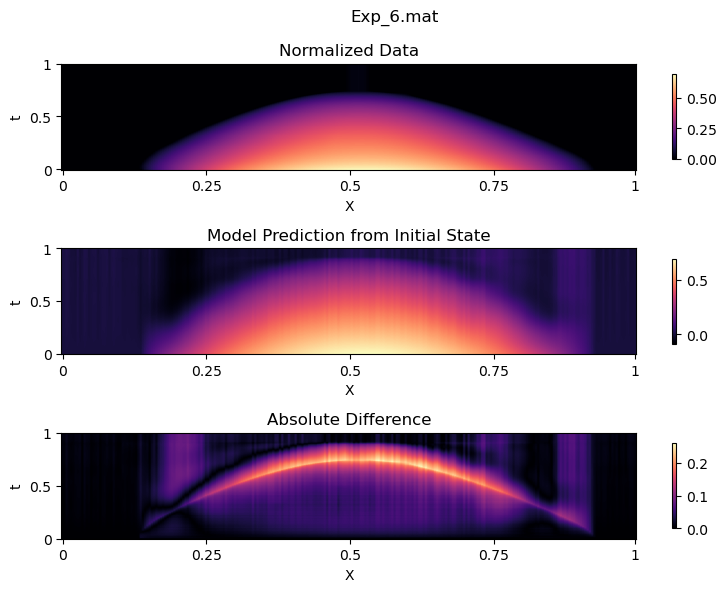 Exp_6.mat
Normalized Data
1
0.5
0
t
0 0.25 0.5 0.75 1
X
0.50
0.25
0.00
Model Prediction from Initial State
1
0.5
0
t
0 0.25 0.5 0.75 1
X
0.5
0.0
Absolute Difference
1
0.5
0
t
0 0.25 0.5 0.75 1
X
0.2
0.1
0.0